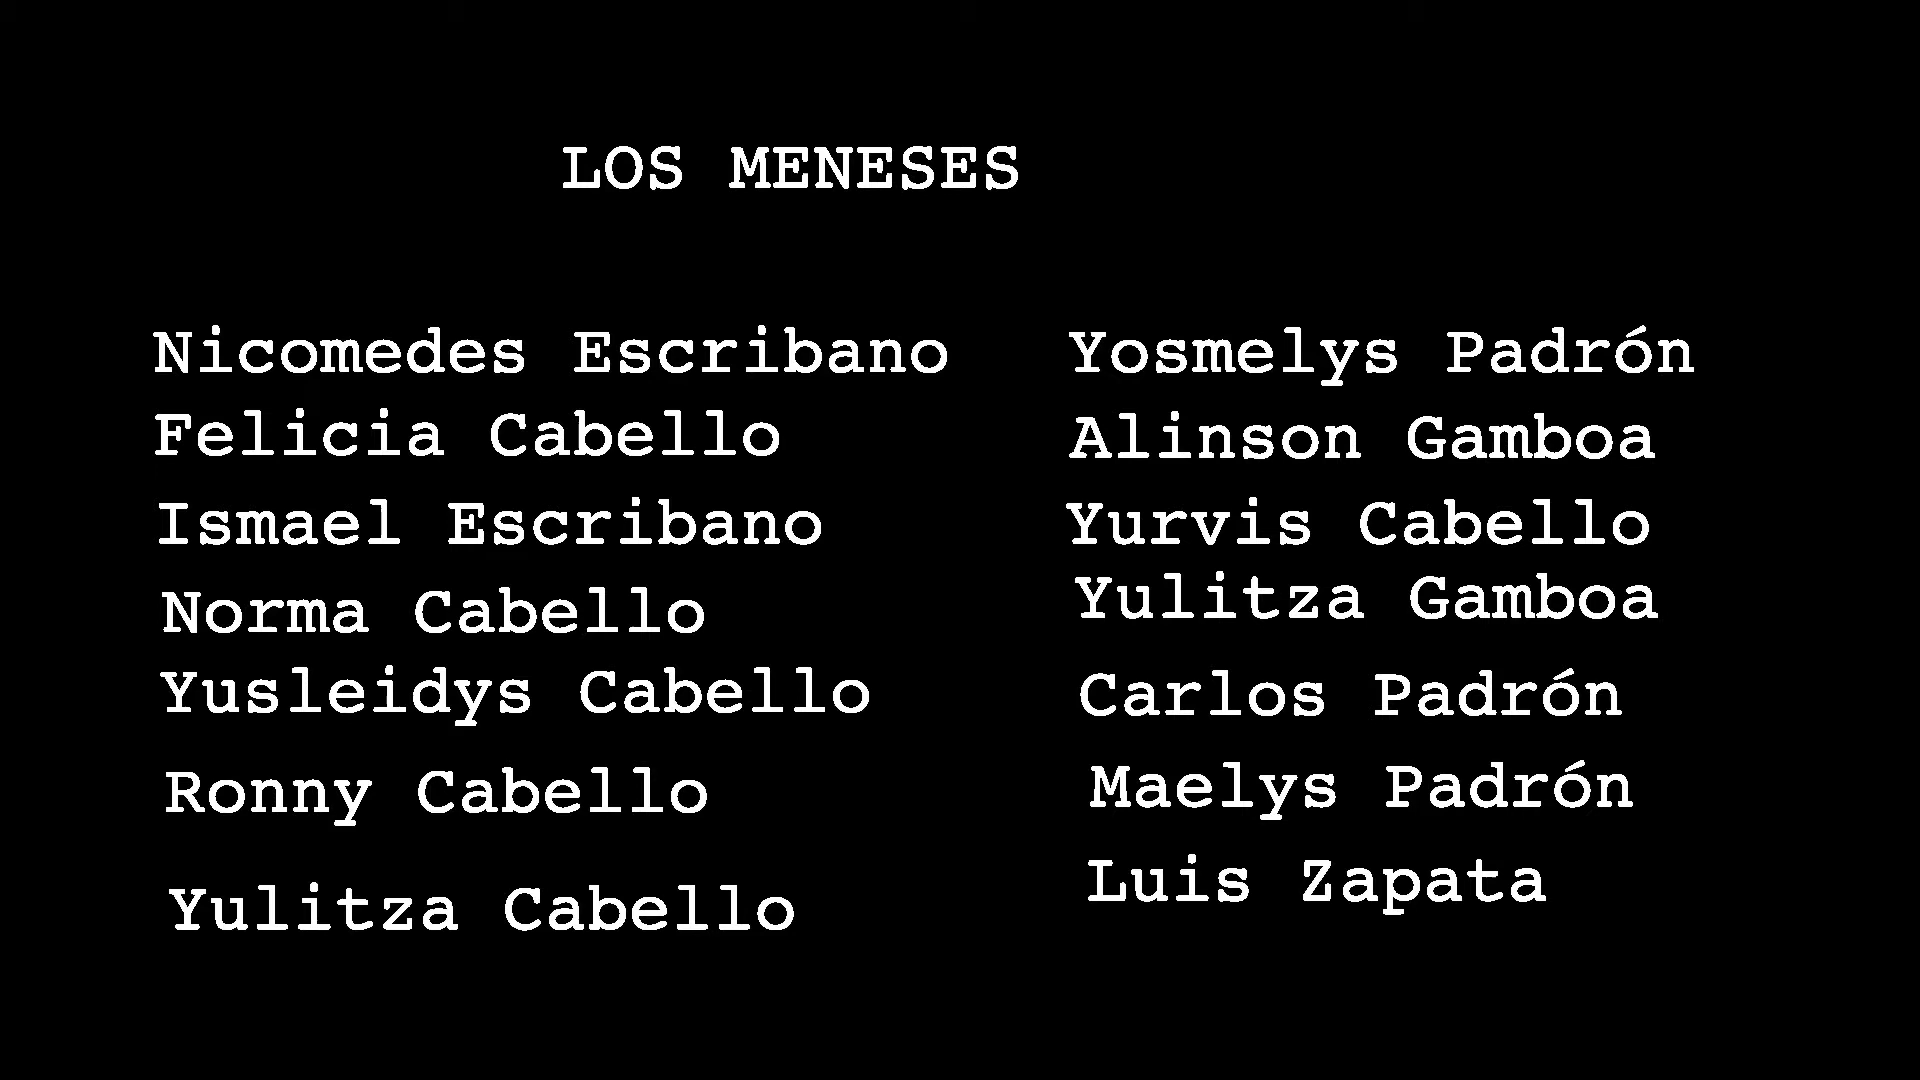 LOS MENESES
Nicomedes Escribano
Felicia Cabello
Ismael Escribano
Norma Cabello
Yusleidys Cabello
Ronny Cabello
Yulitza Cabello
Yosmelys Padrón
Alinson Gamboa
Yurvis Cabello
Yulitza Gamboa
Carlos Padrón
Maelys Padrón
Luis Zapata